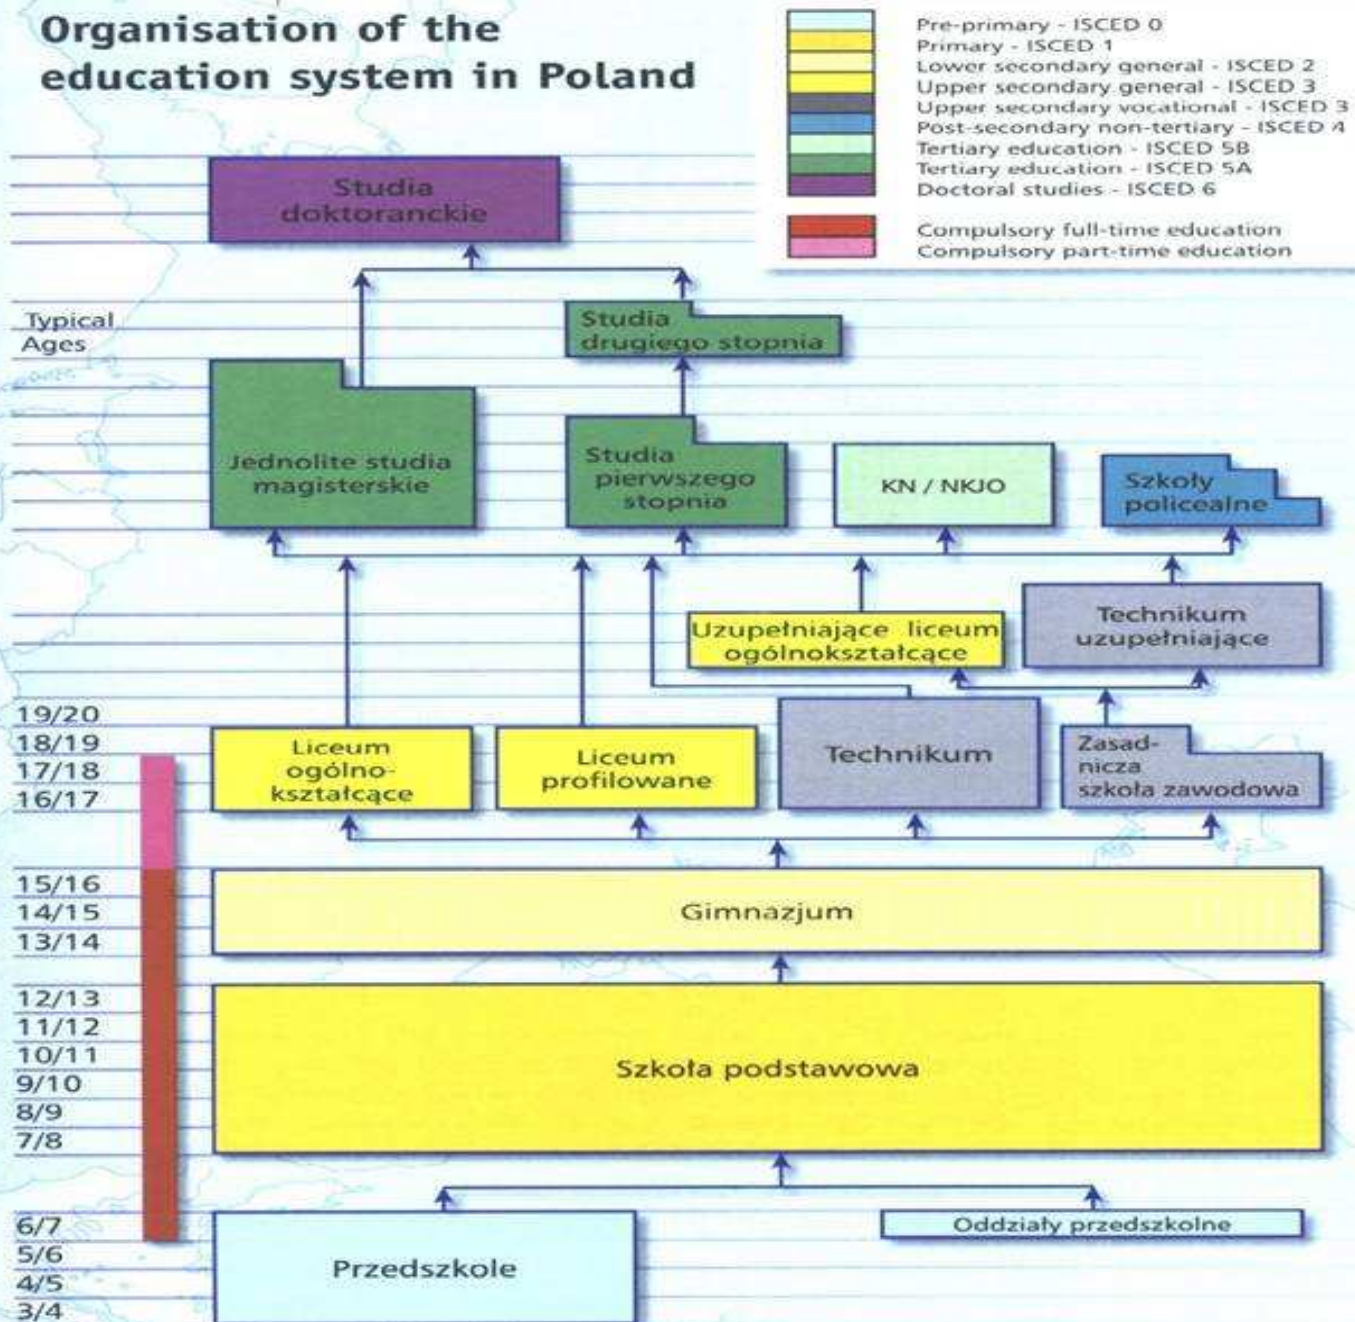 Organisation of the
education system in Poland
Pre-primary - ISCED 0
Primary - ISCED 1
Lower secondary general - ISCED 2
Upper secondary general - ISCED 3
Upper secondary vocational - ISCED 3
Post-secondary non-tertiary - ISCED 4
Tertiary education - ISCED 5B
Tertiary education - ISCED 5A
Doctoral studies - ISCED 6
Compulsory full-time education
Compulsory part-time education
Studia
doktoranckie
Typical
Ages
Studia
drugiego stopnia
Jednolite studia
magisterskie
Studia
pierwszego
stopnia
KN / NKJO
Szkoły
policealne
Uzupełniające liceum
ogólnokształcące
Technikum
uzupełniające
19/20
18/19
17/18
16/17
Liceum
ogólno-
kształcące
Liceum
profilowane
Technikum
Zasad-
nicza
szkoła zawodowa
15/16
14/15
13/14
Gimnazjum
12/13
11/12
10/11
9/10
8/9
7/8
Szkoła podstawowa
6/7
5/6
4/5
3/4
Przedszkole
Oddziały przedszkolne